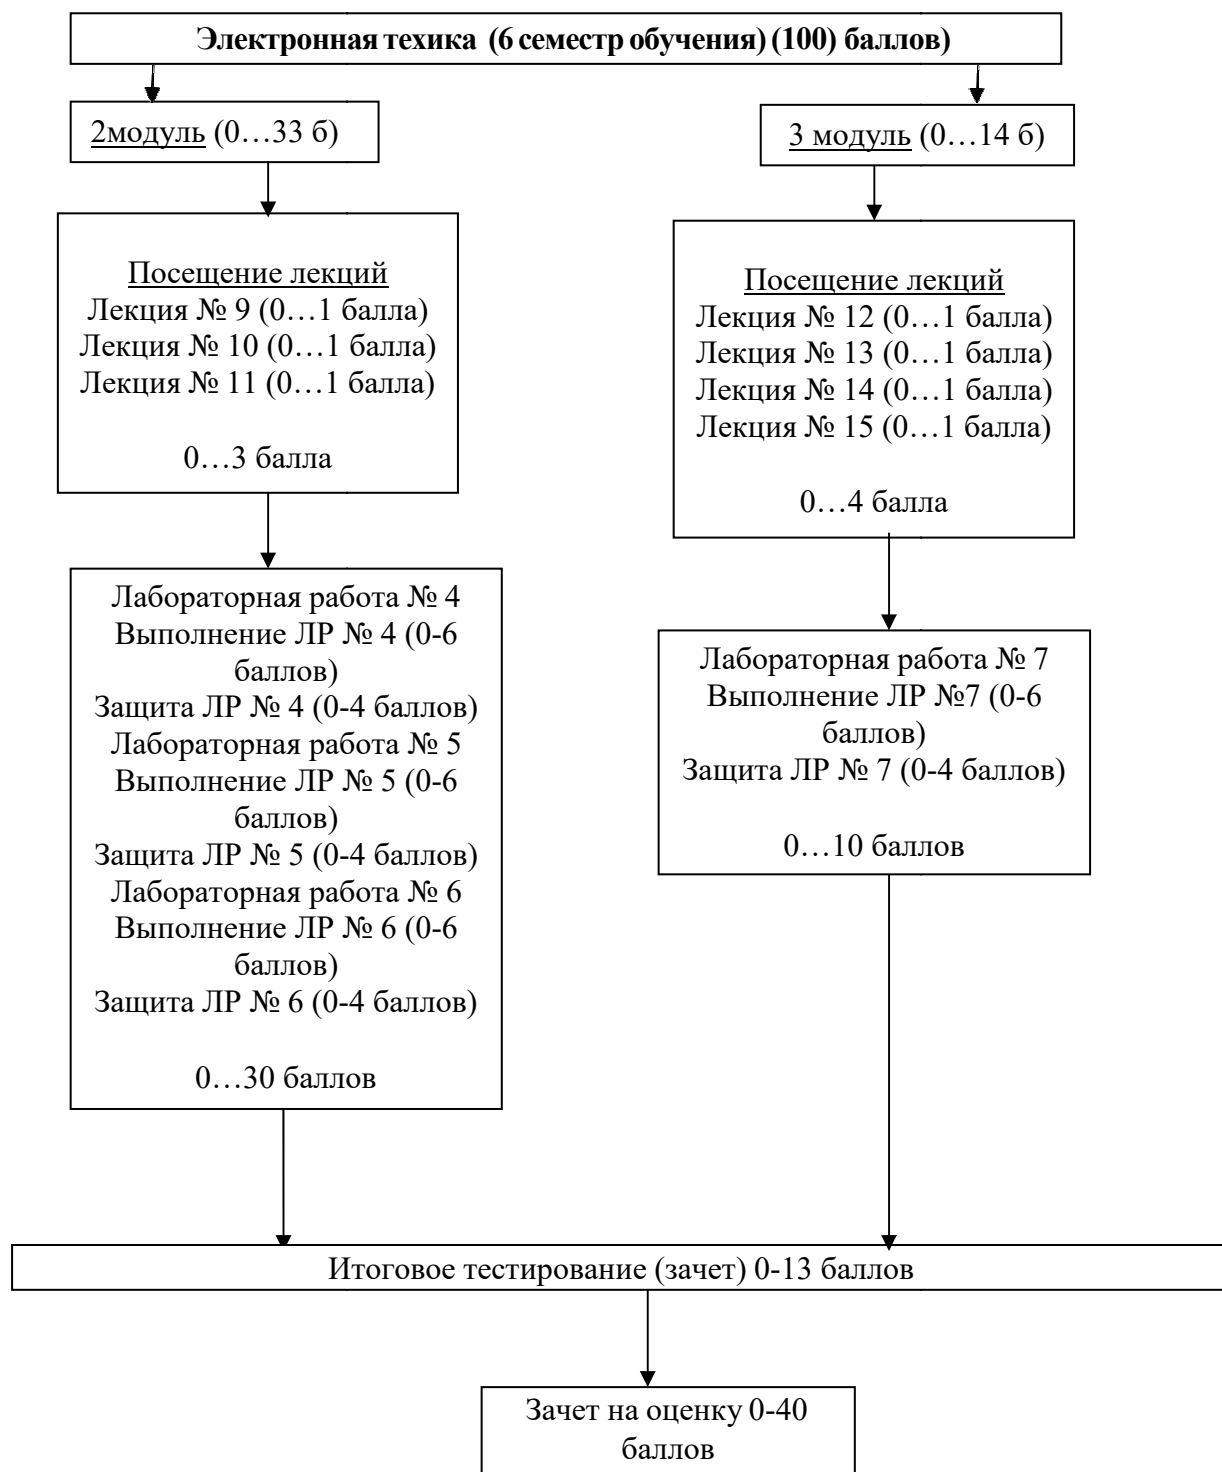 Электронная техика (6 семестр обучения) (100) баллов)
2модуль (0…33 б)
Посещение лекций
Лекция № 9 (0…1 балла)
Лекция № 10 (0…1 балла)
Лекция № 11 (0…1 балла)
0…3 балла
Лабораторная работа № 4
Выполнение ЛР № 4 (0-6
баллов)
Защита ЛР № 4 (0-4 баллов)
Лабораторная работа № 5
Выполнение ЛР № 5 (0-6
баллов)
Защита ЛР № 5 (0-4 баллов)
Лабораторная работа № 6
Выполнение ЛР № 6 (0-6
баллов)
Защита ЛР № 6 (0-4 баллов)
0…30 баллов
3 модуль (0…14 б)
Посещение лекций
Лекция № 12 (0…1 балла)
Лекция № 13 (0…1 балла)
Лекция № 14 (0…1 балла)
Лекция № 15 (0…1 балла)
0…4 балла
Лабораторная работа № 7
Выполнение ЛР №7 (0-6
баллов)
Защита ЛР № 7 (0-4 баллов)
0…10 баллов
Итоговое тестирование (зачет) 0-13 баллов
Зачет на оценку 0-40
баллов